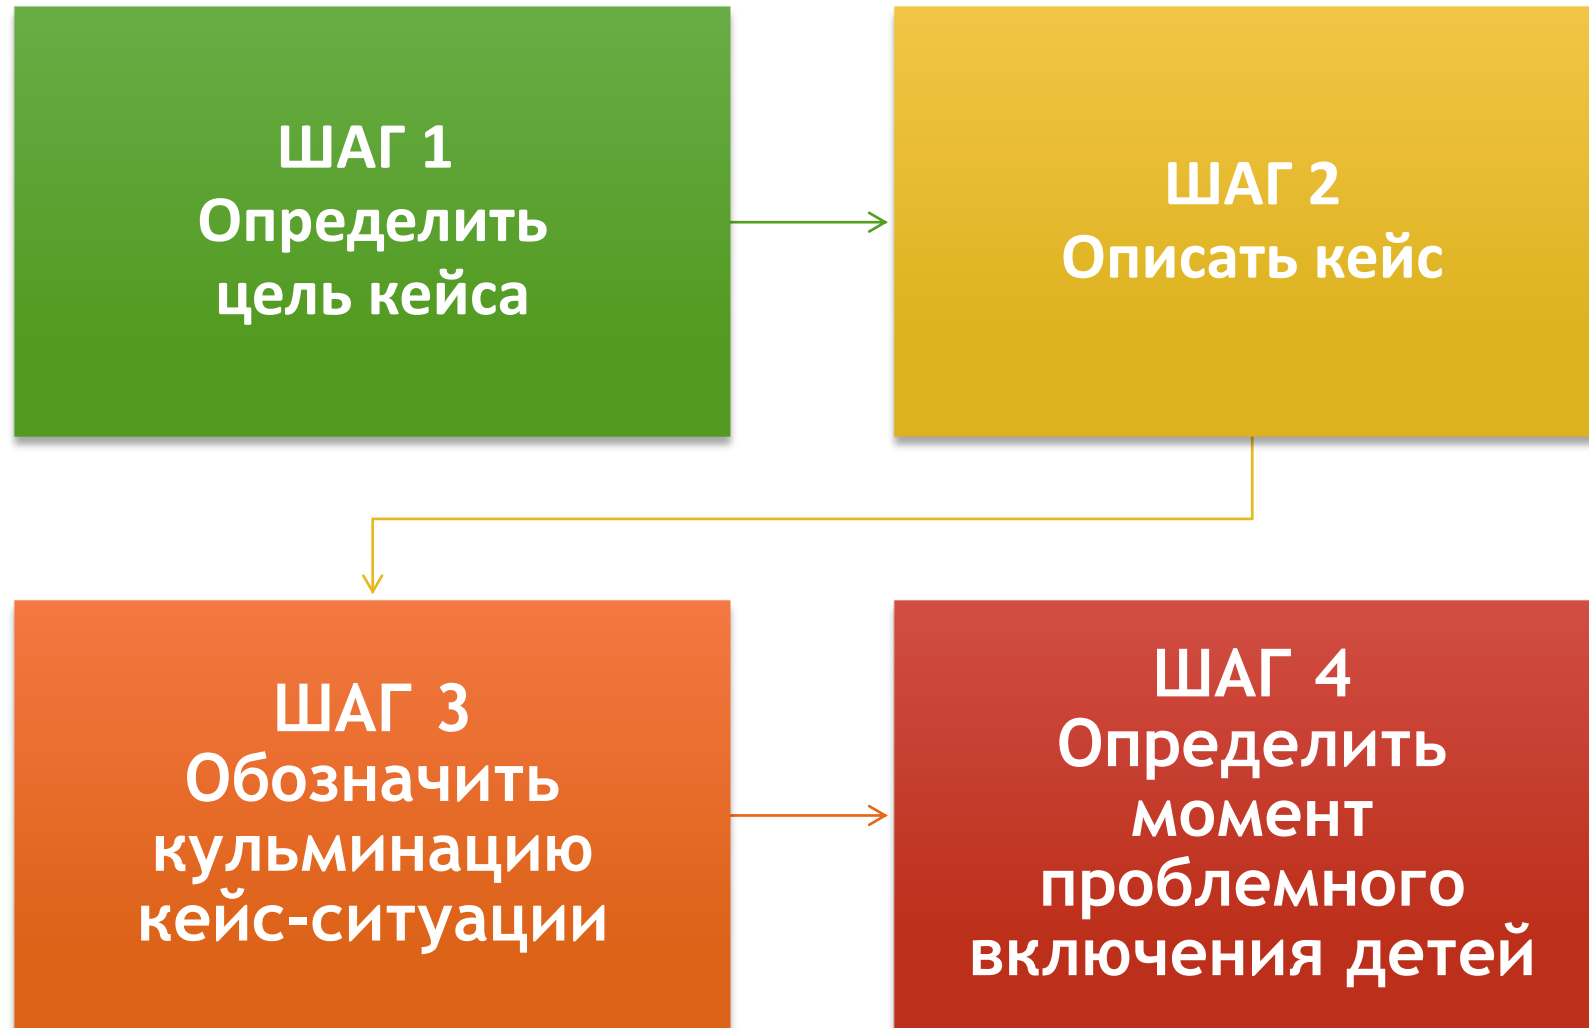 ШАГ 1
Определить
цель кейса
ШАГ 2
Описать кейс
ШАГ 3
Обозначить
кульминацию
кейс-ситуации
ШАГ 4
Определить
момент
проблемного
включения детей